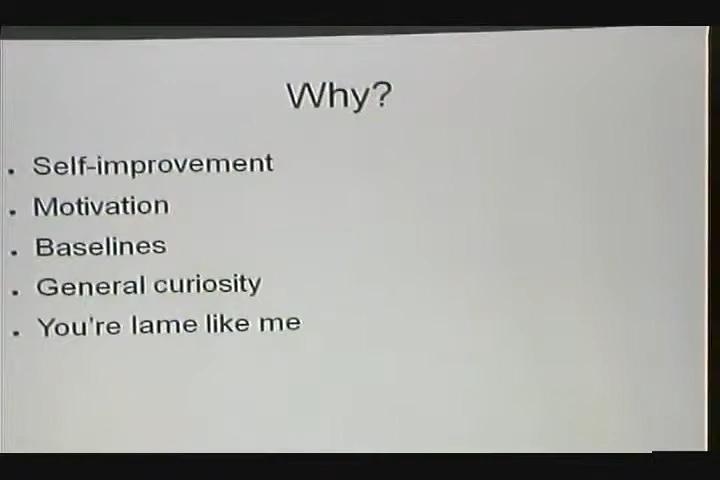 Why?
Self-improvement
Motivation
Baselines
General curiosity
You're lame like me